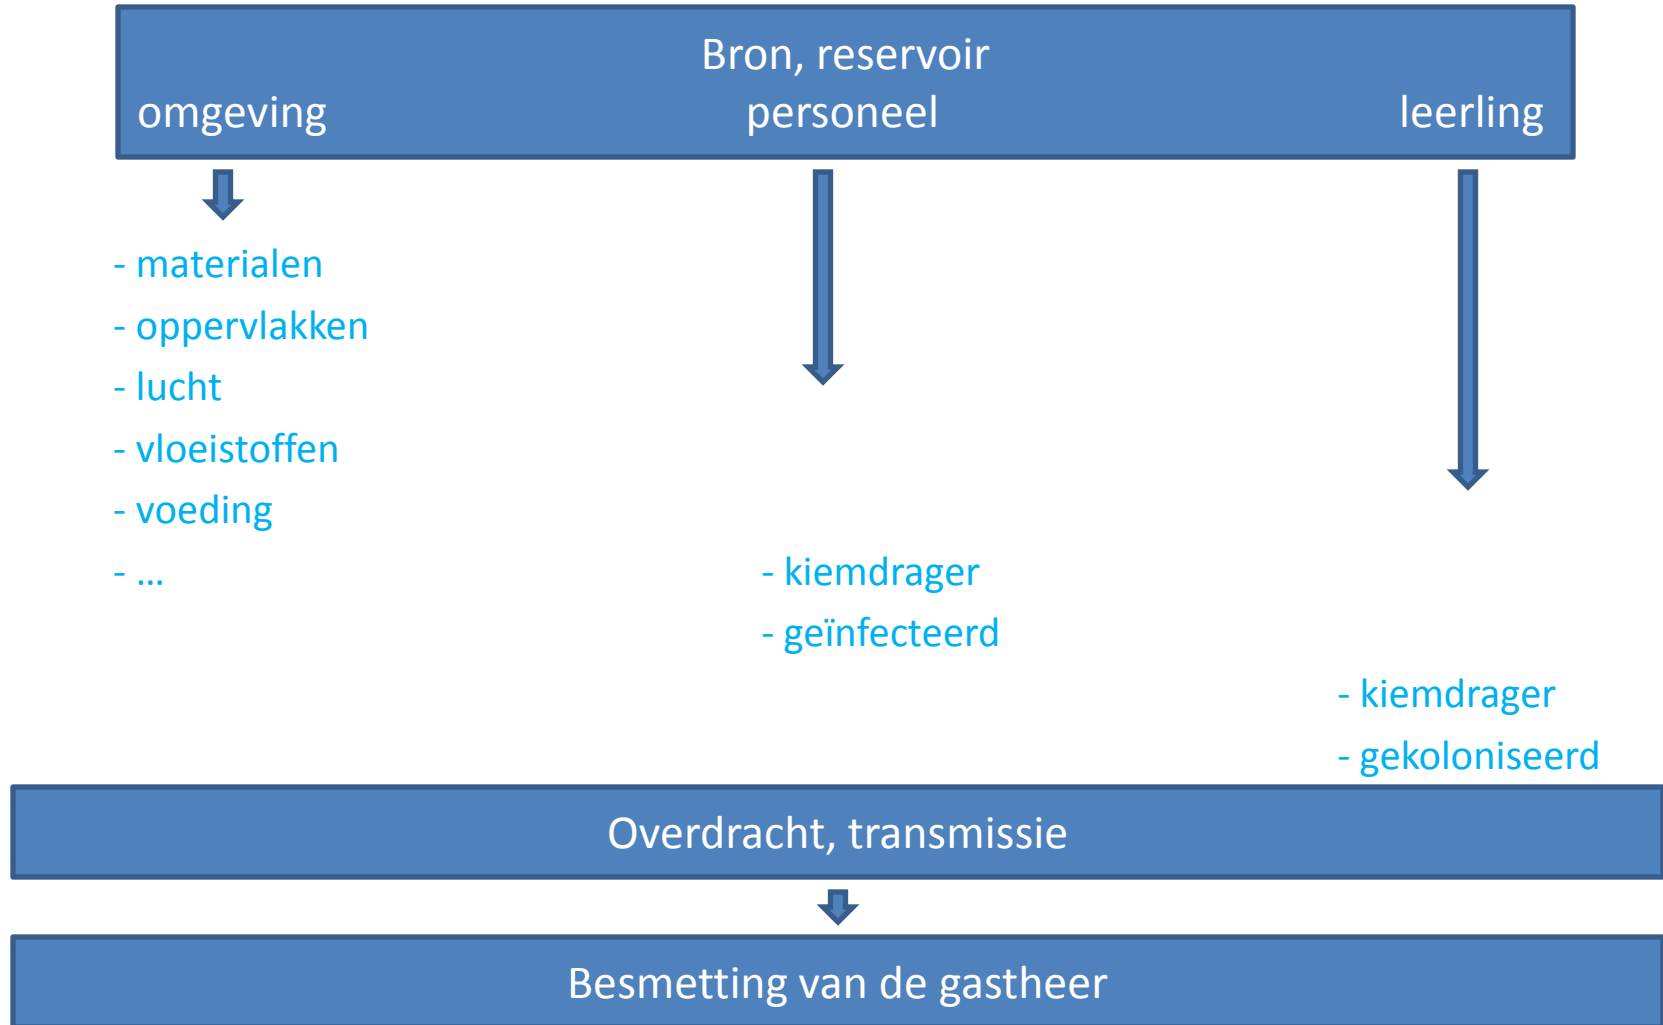 Bron, reservoir
omgeving personeel leerling
- materialen
- oppervlakken
- lucht
- vloeistoffen
- voeding
- ...
- kiemdrager
- geïnfecteerd
- kiemdrager
- gekoloniseerd
Overdracht, transmissie
Besmetting van de gastheer